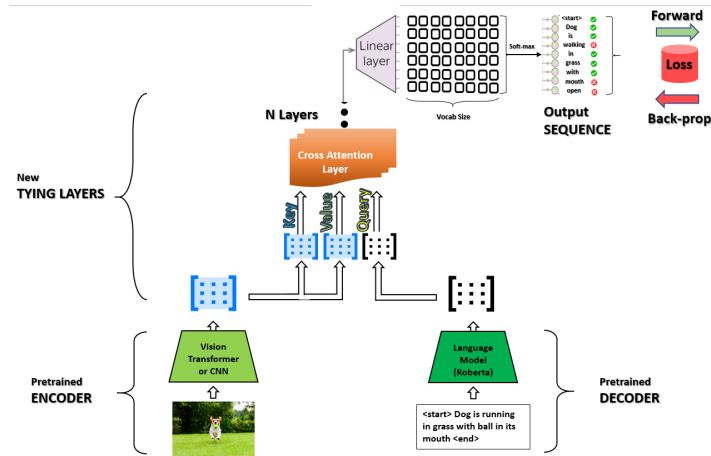 Linear
layer
Soft-max
<start>
Dog
is
walking
in
grass
with
mouth
open
Forward
Loss
Back-prop
Vocab Size
Output
SEQUENCE
N Layers
Cross Attention
Layer
New
TYING LAYERS
Key
Value
Query
Vision
Transformer
or CNN
Language
Model
(Roberta)
Pretrained
ENCODER
Pretrained
DECODER
<start> Dog is running
in grass with ball in its
mouth <end>